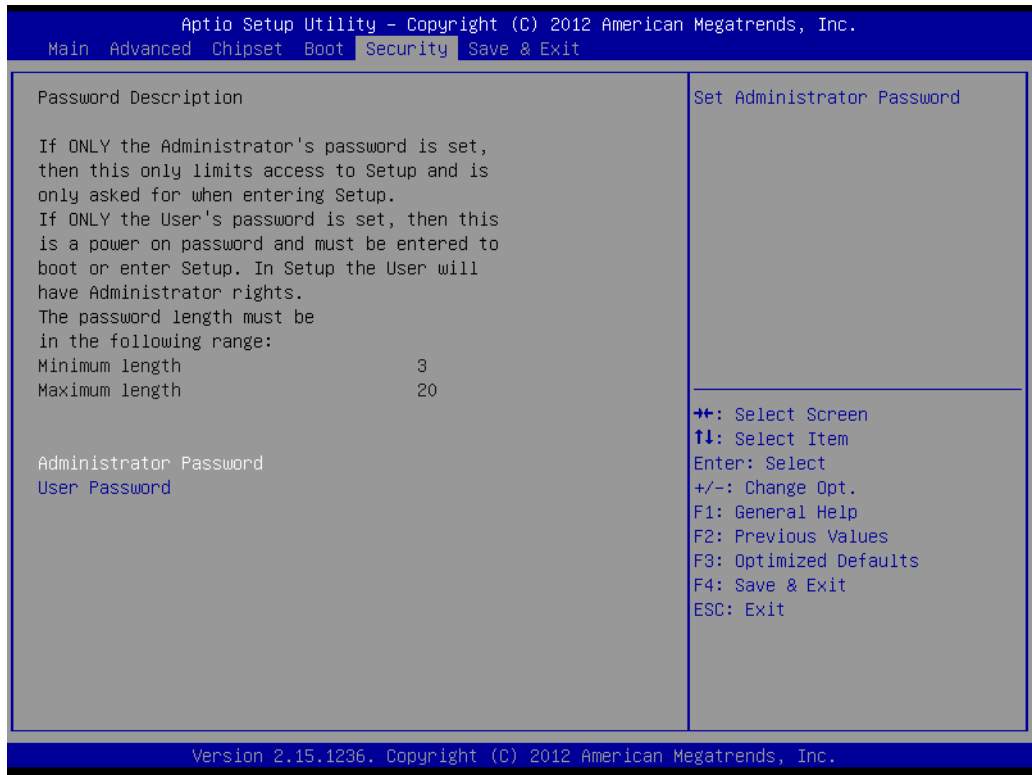 Aptio Setup Utility – Copyright (C) 2012 American Megatrends, Inc.
Main Advanced Chipset Boot Security Save & Exit
Password Description
If ONLY the Administrator's password is set,
then this only limits access to Setup and is
only asked for when entering Setup.
If ONLY the User's password is set, then this
is a power on password and must be entered to
boot or enter Setup. In Setup the User will
have Administrator rights.
The password length must be
in the following range:
Minimum length 3
Maximum length 20
Administrator Password
User Password
Set Administrator Password
→←: Select Screen
↑↓: Select Item
Enter: Select
+/-: Change Opt.
F1: General Help
F2: Previous Values
F3: Optimized Defaults
F4: Save & Exit
ESC: Exit
Version 2.15.1236. Copyright (C) 2012 American Megatrends, Inc.